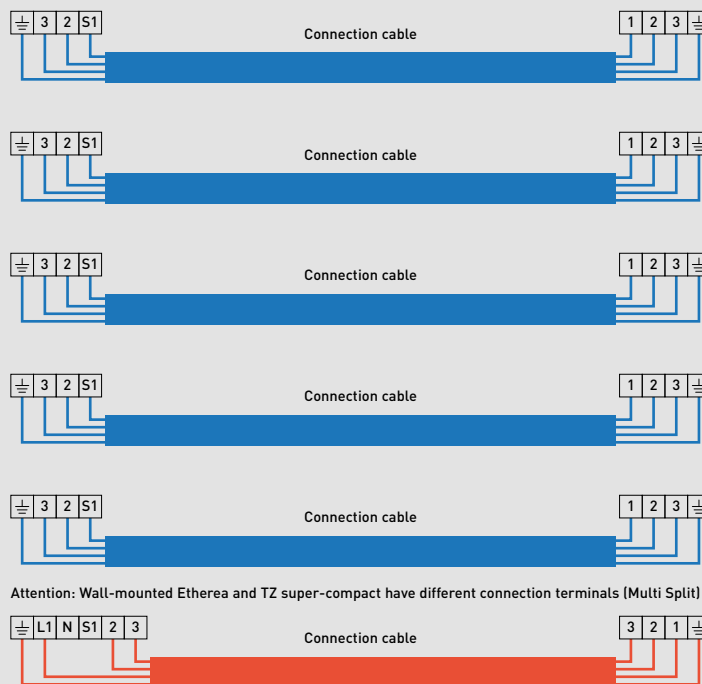 ⏚ 3 2 S1 Connection cable 1 2 3 ⏚
⏚ 3 2 S1 Connection cable 1 2 3 ⏚
⏚ 3 2 S1 Connection cable 1 2 3 ⏚
⏚ 3 2 S1 Connection cable 1 2 3 ⏚
⏚ 3 2 S1 Connection cable 1 2 3 ⏚
Attention: Wall-mounted Etherea and TZ super-compact have different connection terminals (Multi Split)
⏚ L1 N S1 2 3 Connection cable 3 2 1 ⏚